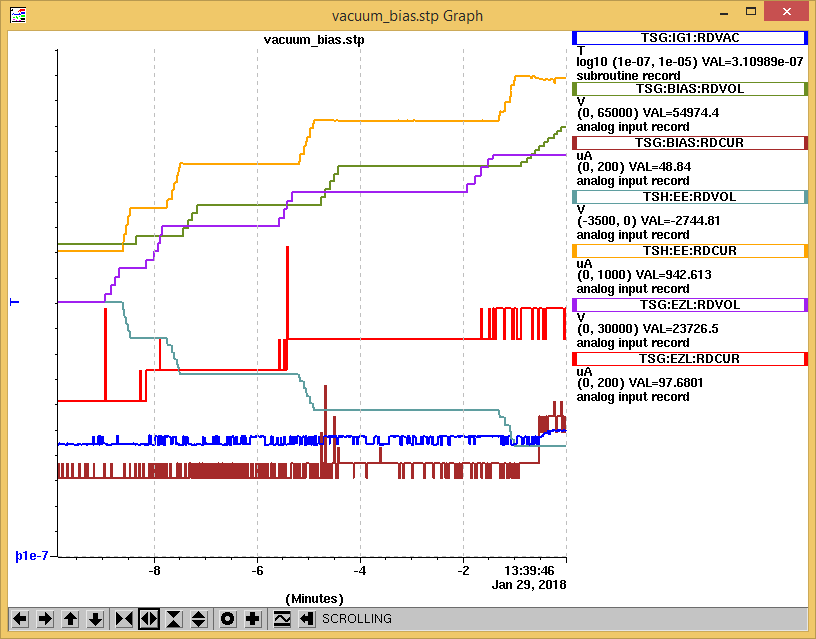 vacuum_bias.stp Graph
vacuum_bias.stp
TSG:IG1:RDVAC
T
log10 (1e-07, 1e-05) VAL=3.10989e-07
subroutine record
TSG:BIAS:RDVOL
V
(0, 65000) VAL=54974.4
analog input record
TSG:BIAS:RDCUR
uA
(0, 200) VAL=48.84
analog input record
TSH:EE:RDVOL
V
(-3500, 0) VAL=-2744.81
analog input record
TSH:EE:RDCUR
uA
(0, 1000) VAL=942.613
analog input record
TSG:EZL:RDVOL
V
(0, 30000) VAL=23726.5
analog input record
TSG:EZL:RDCUR
uA
(0, 200) VAL=97.6801
analog input record
T
1e-7
-8 -6 -4 -2 13:39:46
Jan 29, 2018
(Minutes)
SCROLLING